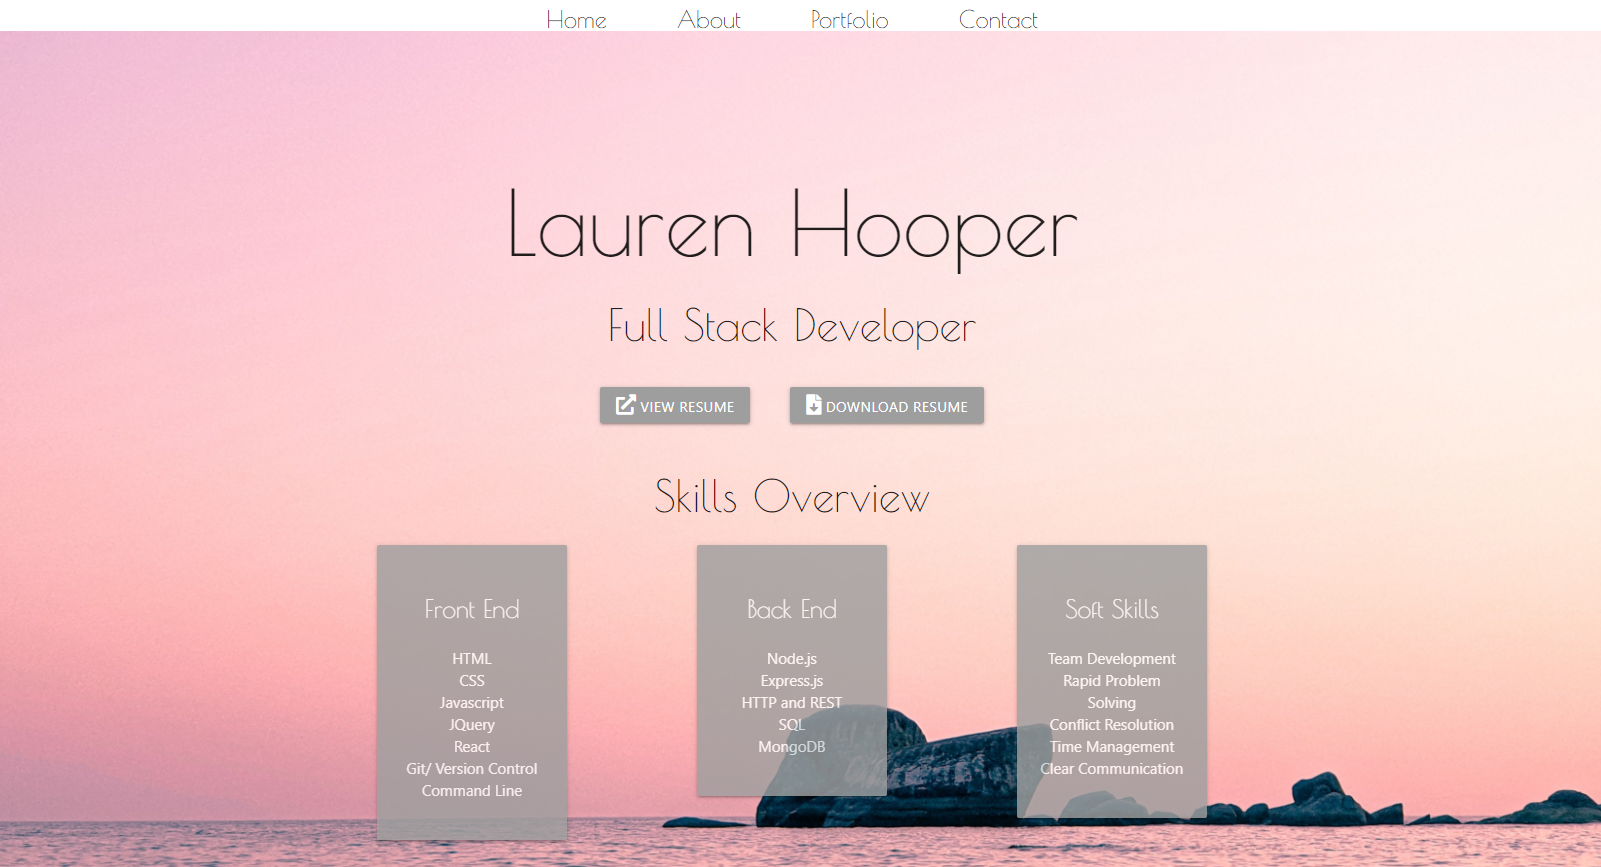 Home About Portfolio Contact
Lauren Hooper
Full Stack Developer
VIEW RESUME DOWNLOAD RESUME
Skills Overview
Front End
HTML
CSS
Javascript
JQuery
React
Git/ Version Control
Command Line
Back End
Node.js
Express.js
HTTP and REST
SQL
MongoDB
Soft Skills
Team Development
Rapid Problem
Solving
Conflict Resolution
Time Management
Clear Communication